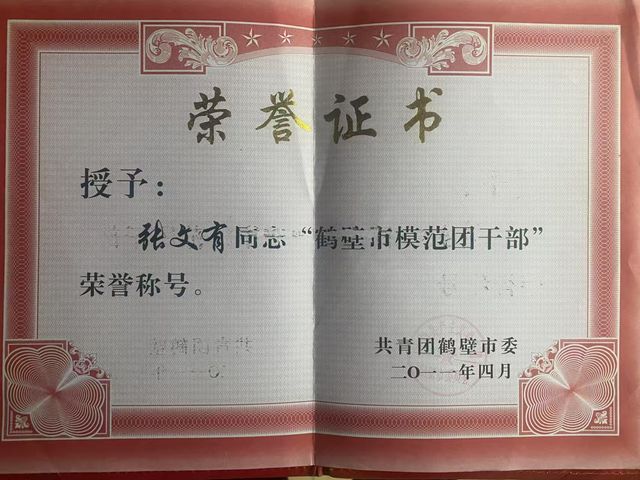 荣誉证书
授予：
张文有同志“鹤壁市模范团干部”
荣誉称号。
共青团鹤壁市委
二〇一一年四月